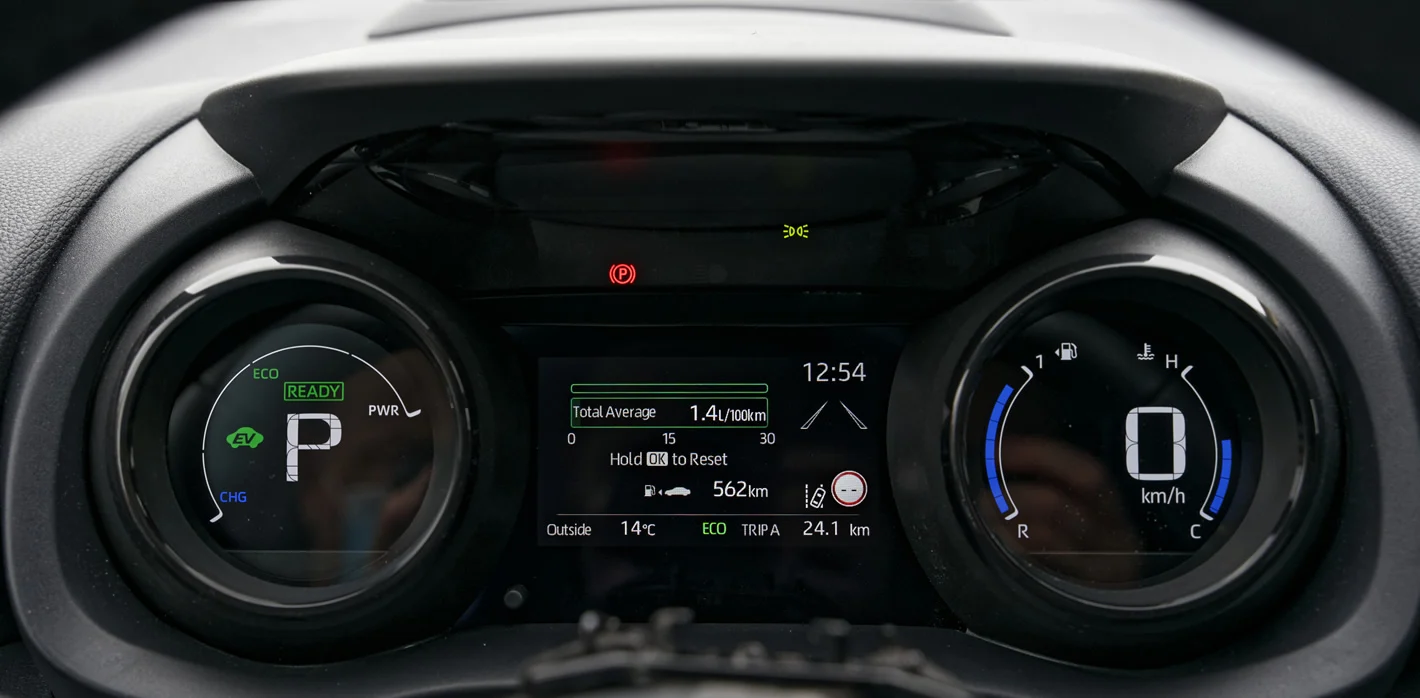 ECO
READY
PWR
EV
P
CHG
P
12:54
Total Average 1.4L/100km
0 15 30
Hold OK to Reset
562km
--
Outside 14°C ECO TRIP A 24.1 km
1 H
0
km/h
R C